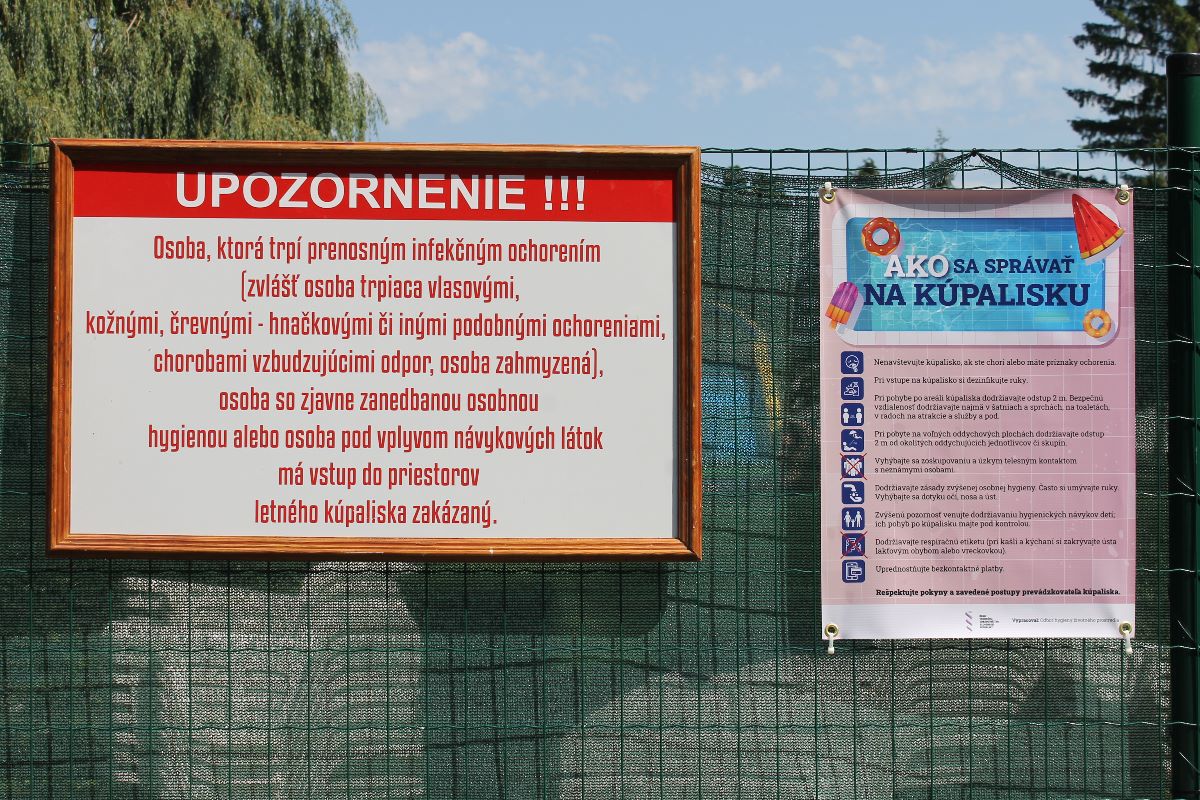 UPOZORNENIE !!!
Osoba, ktorá trpí prenosným infekčným ochorením
(zvlášť osoba trpiaca vlasovými,
kožnými, črevnými - hnačkovými či inými podobnými ochoreniami,
chorobami vzbudzujúcimi odpor, osoba zahmyzená),
osoba so zjavne zanedbanou osobnou
hygienou alebo osoba pod vplyvom návykových látok
má vstup do priestorov
letného kúpaliska zakázaný.
AKO SA SPRÁVAŤ
NA KÚPALISKU
Nenavštevujte kúpalisko, ak ste chorí alebo máte príznaky ochorenia.
Pri vstupe na kúpalisko si dezinfikujte ruky.
Pri pohybe po areáli kúpaliska dodržiavajte odstup 2 m. Bezpečnú
vzdialenosť dodržiavajte najmä v šatniach a sprchách, na toaletách,
v radoch na atrakcie a služby a pod.
Pri pobyte na voľných oddychových plochách dodržiavajte odstup
2 m od okolitých oddychujúcich jednotlivcov či skupín.
Vyhýbajte sa zoskupovaniu a úzkym telesným kontaktom
s neznámymi osobami.
Dodržiavajte zásady zvýšenej osobnej hygieny. Často si umývajte ruky.
Vyhýbajte sa dotyku očí, nosa a úst.
Zvýšenú pozornosť venujte dodržiavaniu hygienických návykov detí;
ich pohyb po kúpalisku majte pod kontrolou.
Dodržiavajte respiračnú etiketu (pri kašli a kýchaní si zakrývajte ústa
lakťovým ohybom alebo vreckovkou).
Uprednostňujte bezkontaktné platby.
Rešpektujte pokyny a zavedené postupy prevádzkovateľa kúpaliska.
Vypracoval: Odbor hygieny životného prostredia